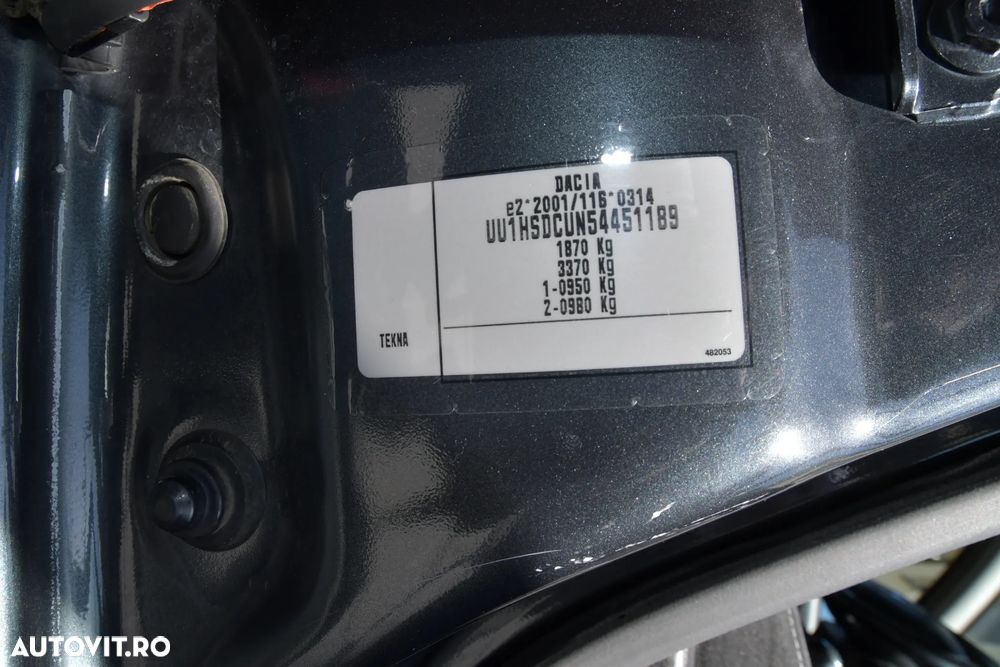 DACIA
e2*2001/116*0314
UU1HSDCUN54451189
1870 Kg
3370 Kg
1-0950 Kg
2-0980 Kg
TEKNA
482053
AUTOVIT.RO